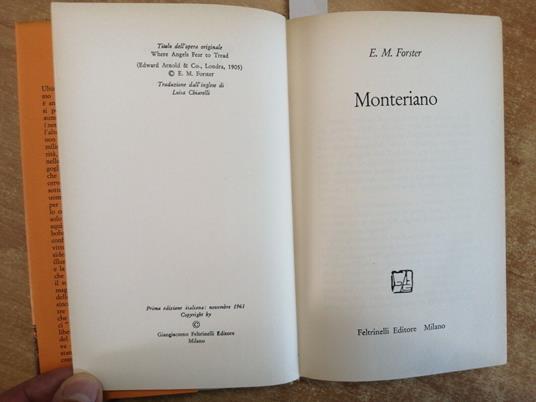 Titolo dell'opera originale
Where Angels Fear to Tread
(Edward Arnold & Co., Londra, 1905)
© E. M. Forster
Traduzione dall'inglese di
Luisa Chiarelli
Prima edizione italiana: novembre 1961
Copyright by
©
Giangiacomo Feltrinelli Editore
Milano
E. M. Forster
Monteriano
Feltrinelli Editore Milano